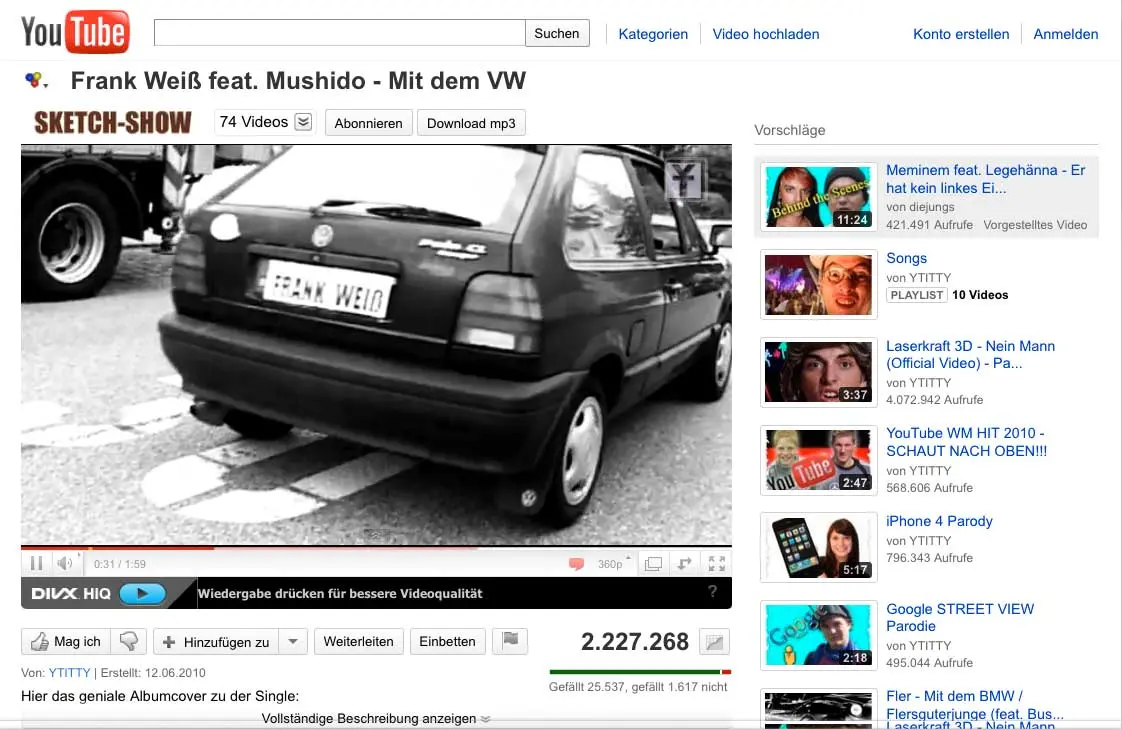 YouTube
Suchen
Kategorien
Video hochladen
Konto erstellen
Anmelden
Frank Weiß feat. Mushido - Mit dem VW
SKETCH-SHOW
74 Videos
Abonnieren
Download mp3
Vorschläge
FRANK WEIß
0:31 / 1:59
360p
DIVX HiQ
Wiedergabe drücken für bessere Videoqualität
?
Mag ich
Hinzufügen zu
Weiterleiten
Einbetten
2.227.268
Von: YTITTY | Erstellt: 12.06.2010
Gefällt 25.537, gefällt 1.617 nicht
Hier das geniale Albumcover zu der Single:
Vollständige Beschreibung anzeigen
Behind the Scenes
11:24
Meminem feat. Legehänna - Er
hat kein linkes Ei...
von diejungs
421.491 Aufrufe Vorgestelltes Video
Songs
von YTITTY
PLAYLIST 10 Videos
3:37
Laserkraft 3D - Nein Mann
(Official Video) - Pa...
von YTITTY
4.072.942 Aufrufe
YouTube
2:47
YouTube WM HIT 2010 -
SCHAUT NACH OBEN!!!
von YTITTY
568.606 Aufrufe
5:17
iPhone 4 Parody
von YTITTY
796.343 Aufrufe
Google
2:18
Google STREET VIEW
Parodie
von YTITTY
495.044 Aufrufe
Fler - Mit dem BMW /
Flersguterjunge (feat. Bus...
Laserkraft 3D - Nein Mann